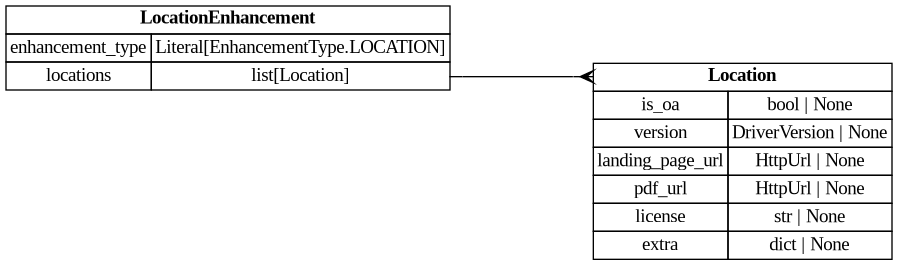 LocationEnhancement
enhancement_type Literal[EnhancementType.LOCATION]
locations list[Location]
Location
is_oa bool | None
version DriverVersion | None
landing_page_url HttpUrl | None
pdf_url HttpUrl | None
license str | None
extra dict | None